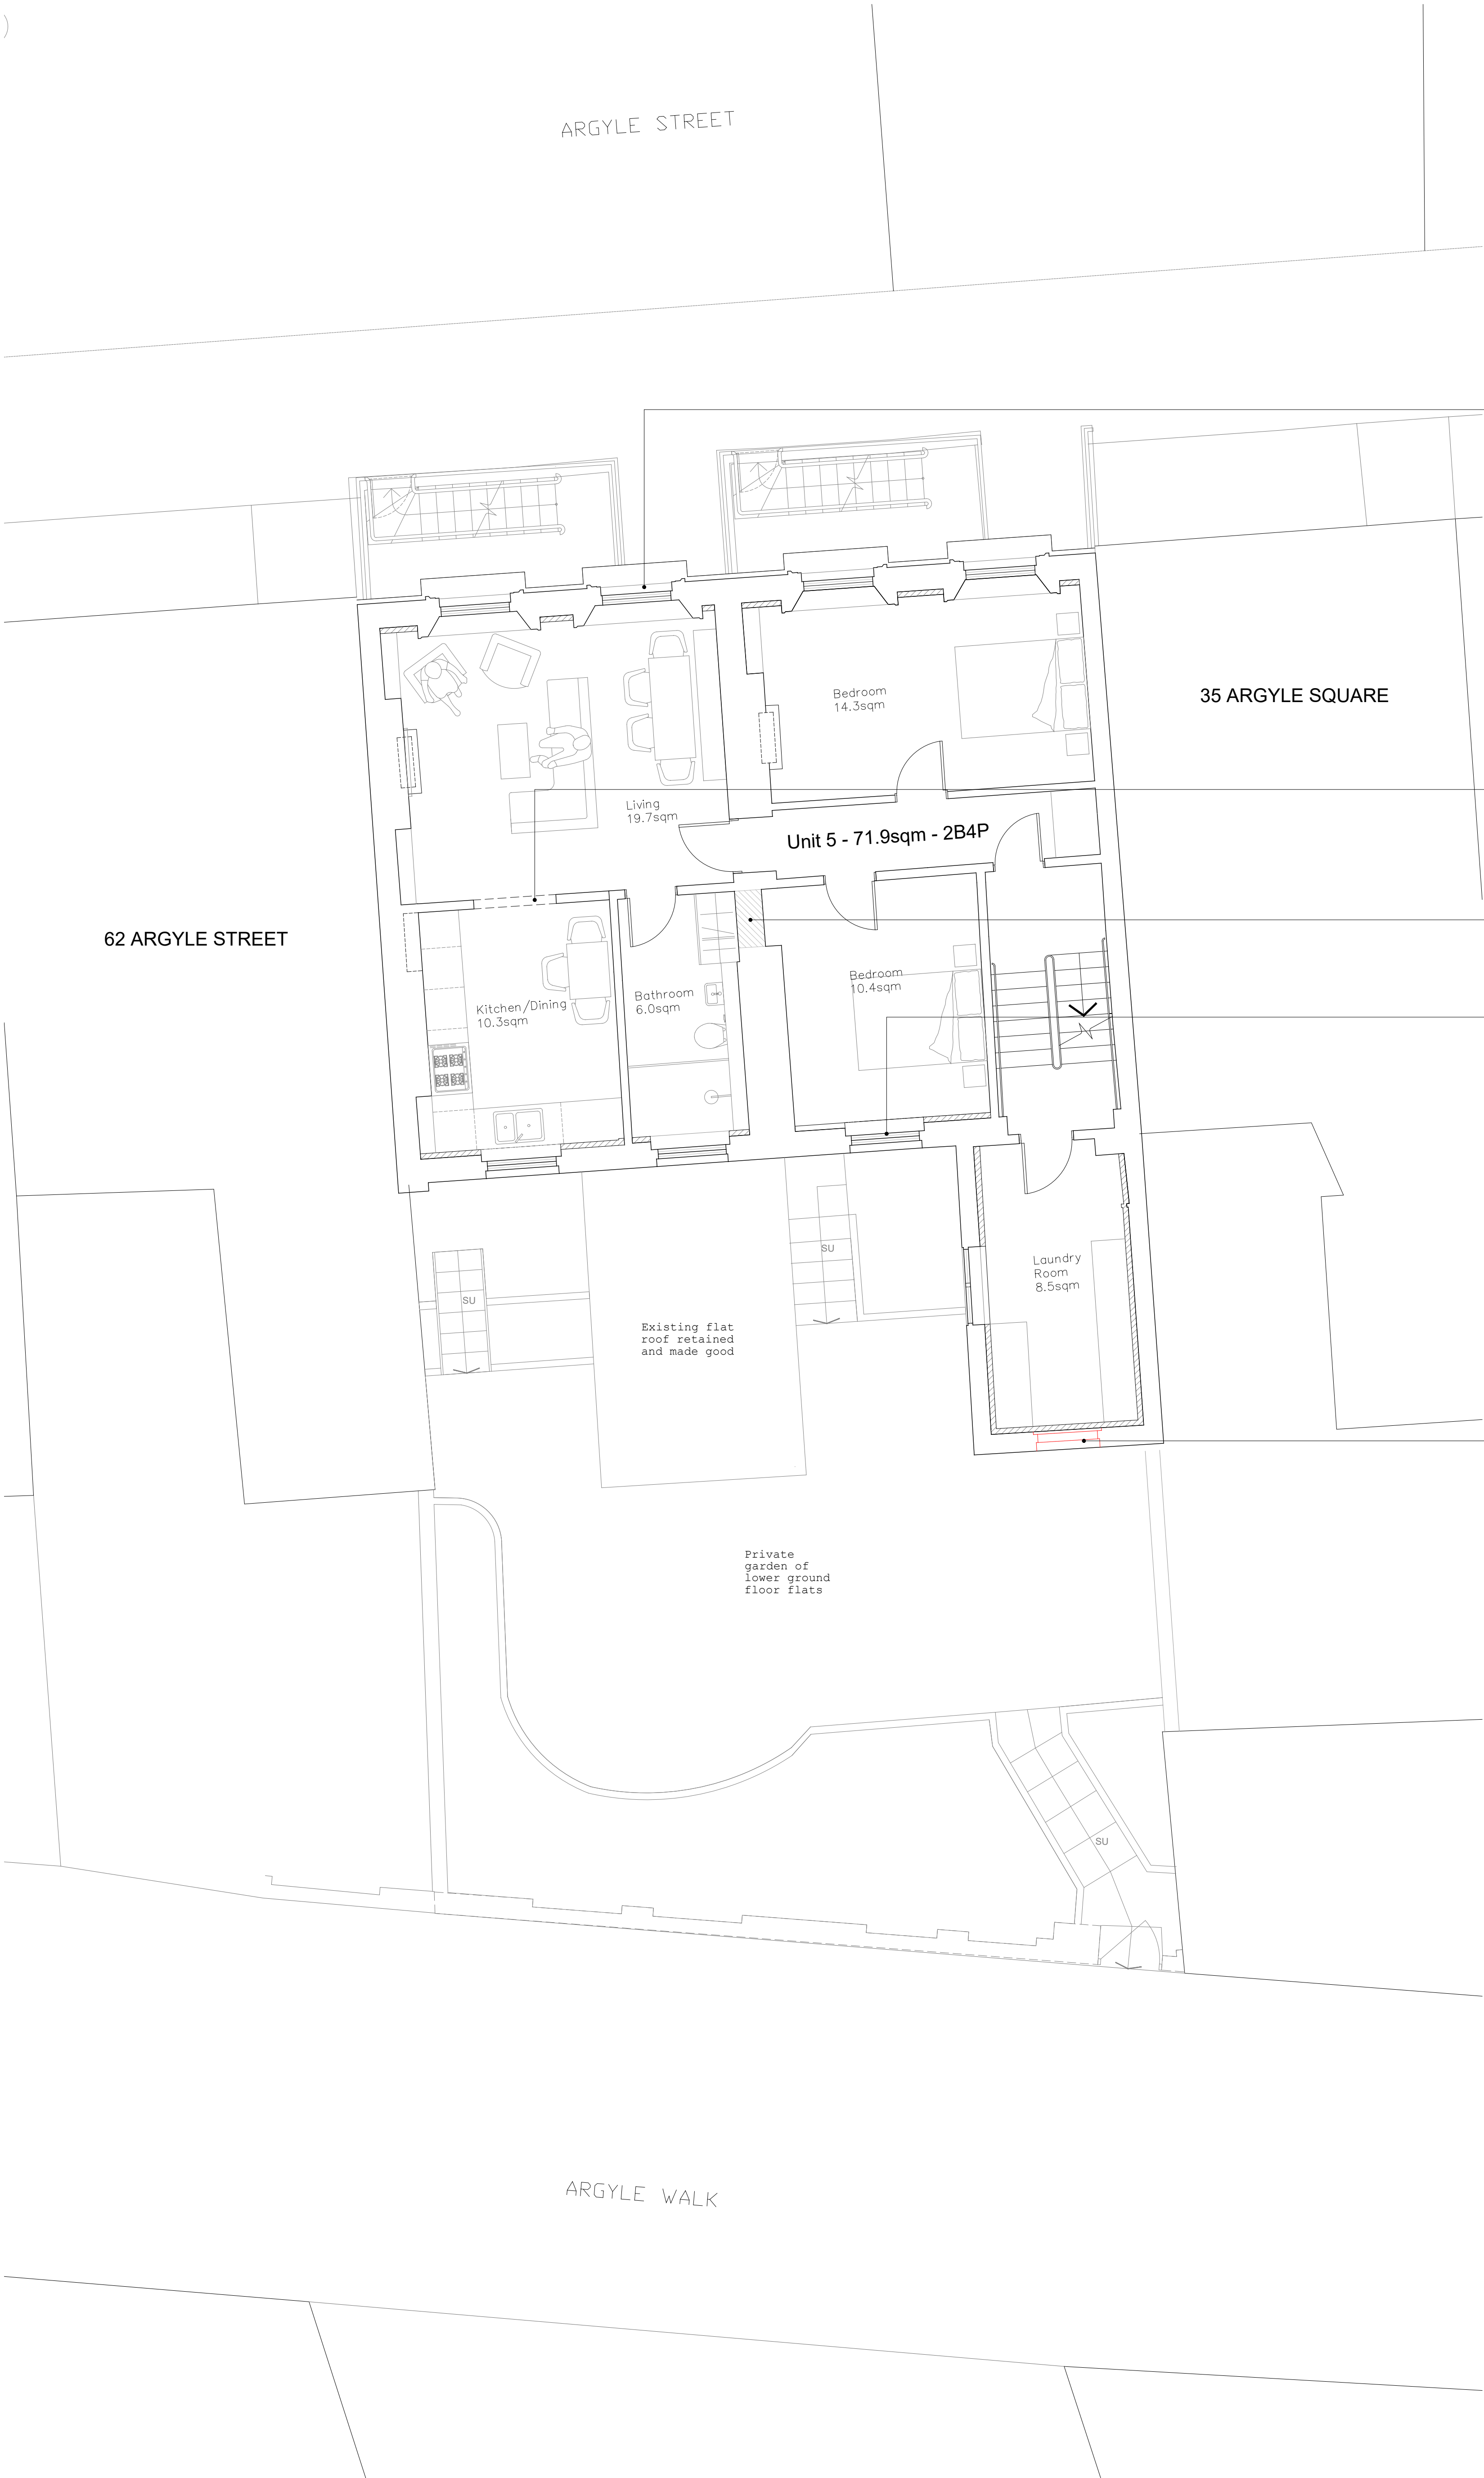 ARGYLE STREET
Bedroom
14.3sqm
35 ARGYLE SQUARE
Living
19.7sqm
Unit 5 - 71.9sqm - 2B4P
62 ARGYLE STREET
Kitchen/Dining
10.3sqm
Bathroom
6.0sqm
Bedroom
10.4sqm
SU
SU
Laundry
Room
8.5sqm
Existing flat
roof retained
and made good
Private
garden of
lower ground
floor flats
SU
ARGYLE WALK